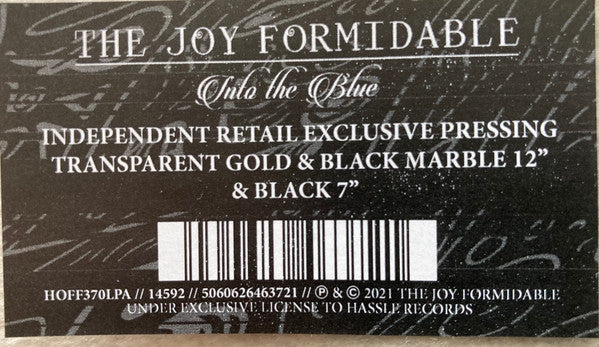 THE JOY FORMIDABLE
Into the Blue
INDEPENDENT RETAIL EXCLUSIVE PRESSING
TRANSPARENT GOLD & BLACK MARBLE 12”
& BLACK 7”
HOFF370LPA // 14592 // 5060626463721 // Ⓟ & © 2021 THE JOY FORMIDABLE
UNDER EXCLUSIVE LICENSE TO HASSLE RECORDS